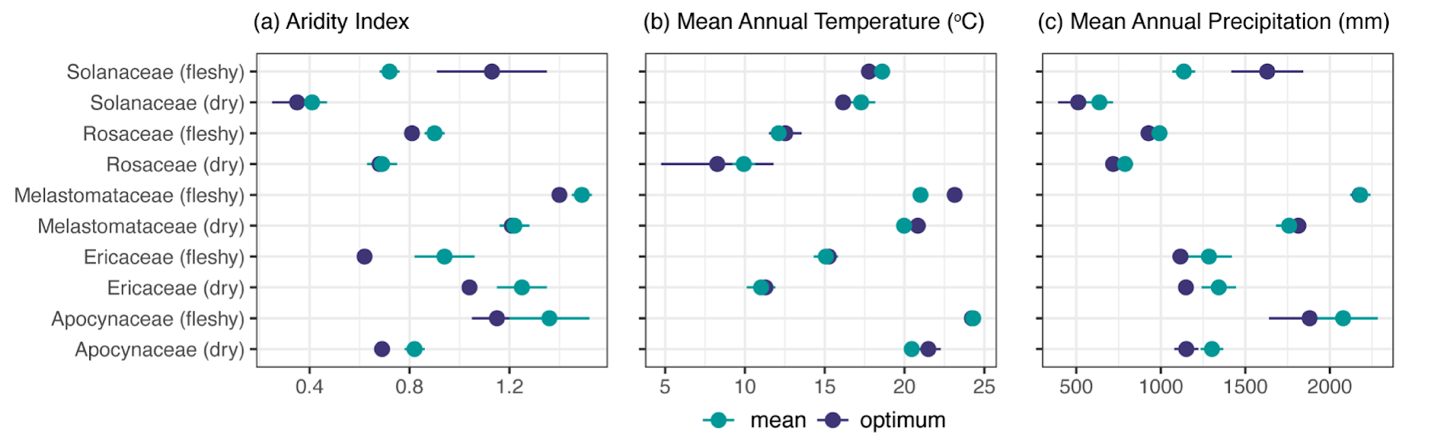 (a) Aridity Index
(b) Mean Annual Temperature (ºC)
(c) Mean Annual Precipitation (mm)
Solanaceae (fleshy)
Solanaceae (dry)
Rosaceae (fleshy)
Rosaceae (dry)
Melastomataceae (fleshy)
Melastomataceae (dry)
Ericaceae (fleshy)
Ericaceae (dry)
Apocynaceae (fleshy)
Apocynaceae (dry)
0.4 0.8 1.2
5 10 15 20 25
500 1000 1500 2000
mean optimum